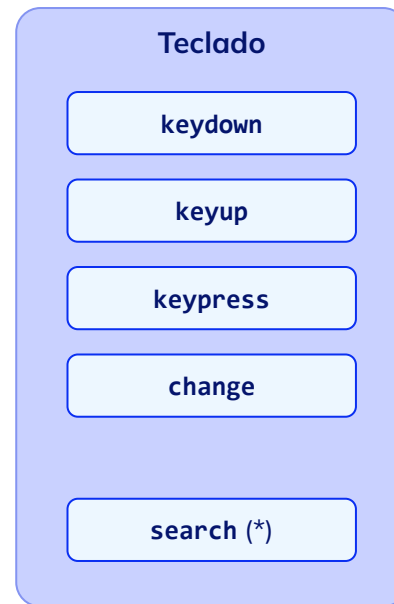 Teclado
keydown
keyup
keypress
change
search (*)